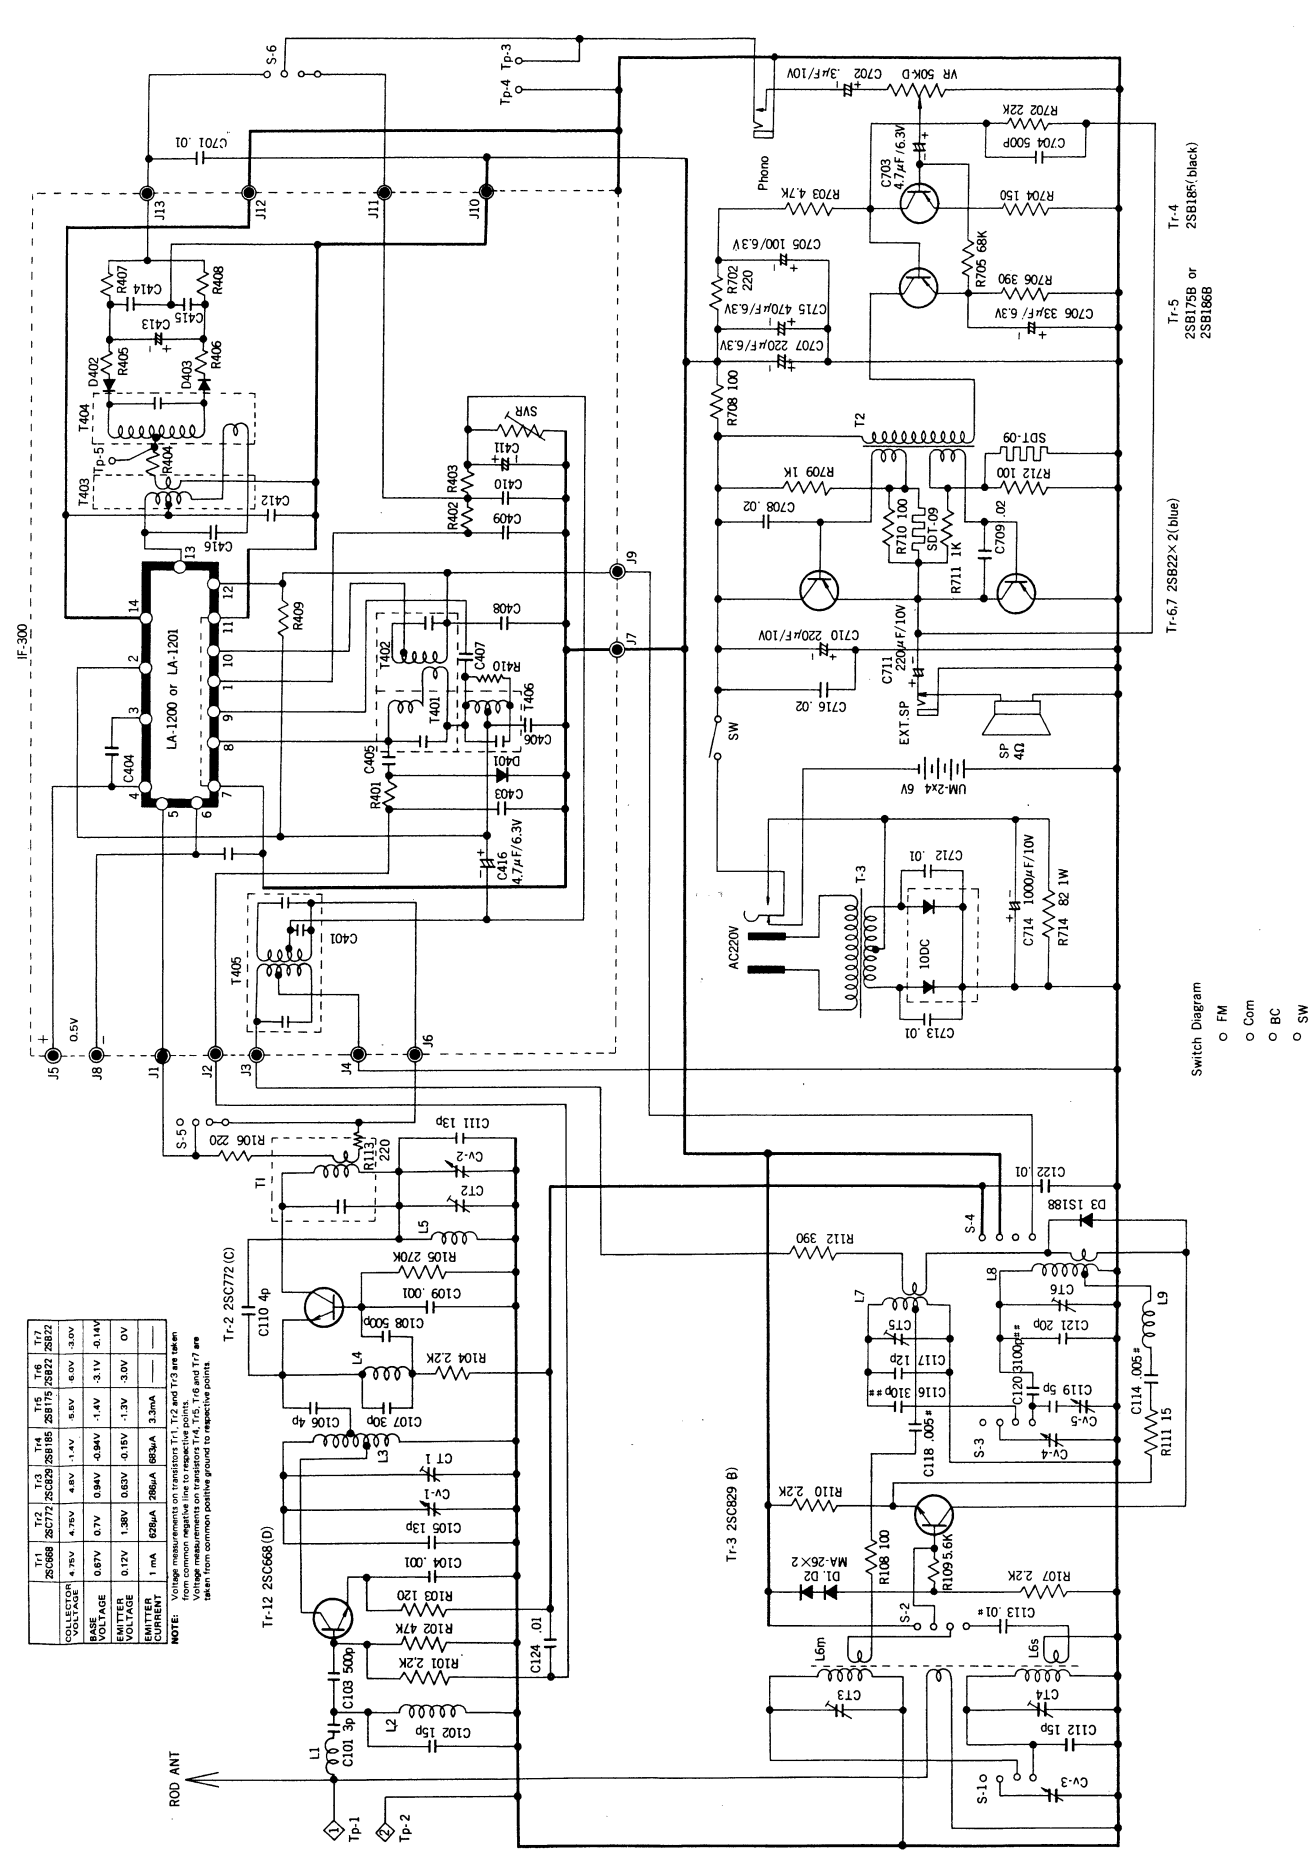 Tr1 2SC668
Tr2 2SC772
Tr3 2SC829
Tr4 2SB185
Tr5 2SB175
Tr6 2SB22
Tr7 2SB22
COLLECTOR VOLTAGE 4.75V 4.75V 4.8V -1.4V -5.5V -6.0V -3.0V
BASE VOLTAGE 0.67V 0.7V 0.94V -0.94V -1.4V -3.1V -0.14V
EMITTER VOLTAGE 0.12V 1.38V 0.63V -0.15V -1.3V -3.0V 0V
EMITTER CURRENT 1 mA 628μA 286μA 683μA 3.3mA
NOTE: Voltage measurements on transistors Tr1, Tr2 and Tr3 are taken
from common negative line to respective points.
Voltage measurements on transistors Tr4, Tr5, Tr6 and Tr7 are
taken from common positive ground to respective points.
IF-300
LA-1200 or LA-1201
14
2
3
4
5
6
7
8
9
1
10
11
12
13
C404
C416
T403
T404
Tp-5
R404
D402
R405
D403
R406
C413
C414
C415
R407
R408
C412
R409
J13
J12
J11
J10
J9
J7
C701 .01
S-6
Tp-3
Tp-4
SVR
R403
C411
C410
R402
C409
C408
T402
C407
R410
T401
T406
C406
C405
R401
D401
C403
C416
4.7μF/6.3V
T405
C401
0.5V
+
-
J5
J8
J1
J2
J3
J4
J6
S-5
R106 220
T1
R113
220
C111 13p
Cv-2
CT2
L5
Tr-2 2SC772(C)
C110 4p
R105 270K
C109 .001
C108 500p
L4
R104 2.2K
C106 4p
C107 30p
L3
CT 1
Cv-1
C105 13p
Tr-12 2SC668(D)
C104 .001
R103 120
R102 47K
R101 2.2K
C124 .01
C103 500p
C101 3p
L1
L2
C102 15p
ROD ANT
1
Tp-1
2
Tp-2
Phono
C702 .3μF/10V
VR 50K-D
R702 22K
C704 500P
C703
4.7μF/6.3V
R703 4.7K
R704 150
R705 68K
R706 390
C706 33μF/6.3V
C705 100/6.3V
R702
220
C715 470μF/6.3V
C707 220μF/6.3V
R708 100
Tr-4
2SB185(black)
Tr-5
2SB175B or
2SB186B
T2
SDT-09
R709 1K
R712 100
C708 .02
R710 100
SDT-09
R711 1K
C709 .02
Tr-6,7 2SB22×2(blue)
C710 220μF/10V
C711
220μF/10V
C716 .02
SW
EXT.SP
SP
4Ω
UM-2x4 6V
AC220V
T-3
C712 .01
10DC
C713 .01
C714 1000μF/10V
R714 82 1W
Switch Diagram
FM
Com
BC
SW
C122 .01
S-4
D3 1S188
R112 390
L7
L8
CT6
L9
C121 20p
CT5
C117 12p
C116 310p##
C120 3100p##
C119 5p
C114 .005#
C118 .005#
Cv-5
S-3
Cv-4
R111 15
R110 2.2K
Tr-3 2SC829 B)
R108 100
R109 5.6K
D1. D2
MA-26×2
R107 2.2K
S-2
C113 .01#
L6m
L6s
CT3
CT4
C112 15p
S-1
Cv-3